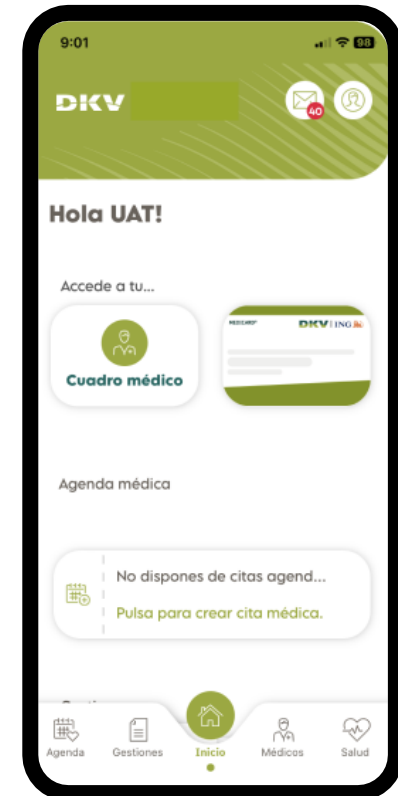 9:01
98
DKV
40
Hola UAT!
Accede a tu...
Cuadro médico
MEDICARD®
DKV ING
Agenda médica
No dispones de citas agend...
Pulsa para crear cita médica.
Agenda
Gestiones
Inicio
Médicos
Salud